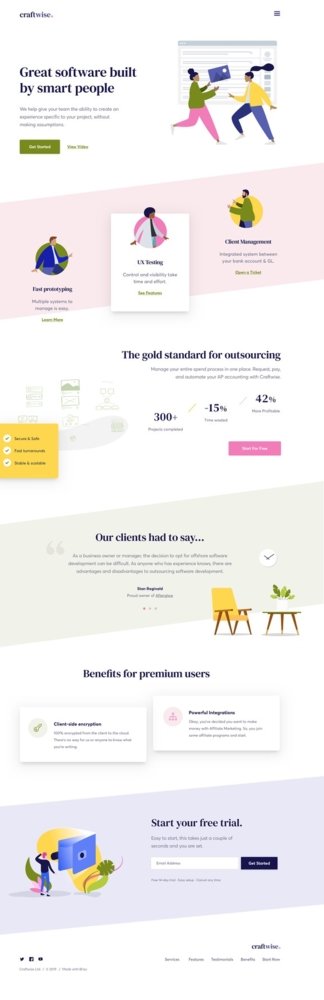 craftwise.
Great software built
by smart people
We help give your team the ability to create an
experience specific to your project, without
making assumptions.
Get Started
View Video
Client Management
Integrated system between
your bank account & GL.
Open a Ticket
UX Testing
Control and visibility take
time and effort.
See Features
Fast prototyping
Multiple systems to
manage is easy.
Learn More
The gold standard for outsourcing
Manage your entire spend process in one place. Request, pay,
and automate your AP accounting with Craftwise.
300+
Projects completed
-15%
Time wasted
42%
More Profitable
Secure & Safe
Fast turnarounds
Stable & scalable
Start For Free
Our clients had to say...
As a business owner or manager, the decision to opt for offshore software
development can be difficult. As anyone who has experience knows, there are
advantages and disadvantages to outsourcing software development.
Stan Reginald
Proud owner of
Benefits for premium users
Client-side encryption
100% encrypted from the client to the cloud.
There's no way for us or anyone to know what
you're writing.
Powerful Integrations
Okay, you've decided you want to make
money with Affiliate Marketing. So, you join
some affiliate programs and start.
Start your free trial.
Easy to start, this takes just a couple of
seconds and you are set.
Email Address
Get Started
Free 14-day trial · Easy setup · Cancel any time
craftwise.
Services
Features
Testimonials
Benefits
Start Now
Craftwise Ltd. | © 2019 | Made with